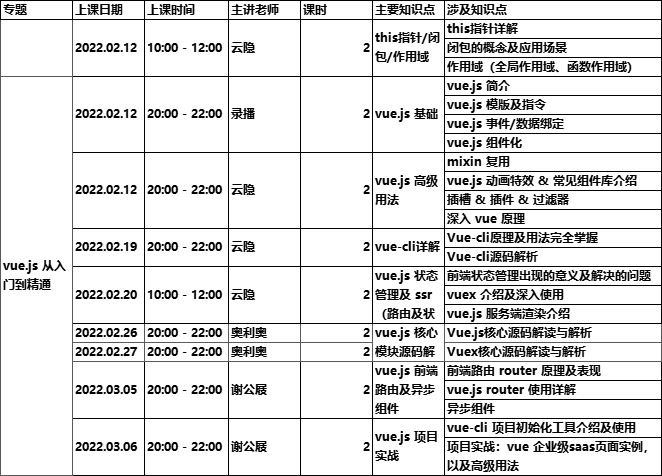 专题 上课日期 上课时间 主讲老师 课时 主要知识点 涉及知识点
2022.02.12 10:00 - 12:00 云隐 2 this指针/闭包/作用域 this指针详解
闭包的概念及应用场景
作用域（全局作用域、函数作用域）
vue.js 从入门到精通 2022.02.12 20:00 - 22:00 录播 2 vue.js 基础 vue.js 简介
vue.js 模版及指令
vue.js 事件/数据绑定
vue.js 组件化
2022.02.12 20:00 - 22:00 云隐 2 vue.js 高级用法 mixin 复用
vue.js 动画特效 & 常见组件库介绍
插槽 & 插件 & 过滤器
深入 vue 原理
2022.02.19 20:00 - 22:00 云隐 2 vue-cli详解 Vue-cli原理及用法完全掌握
Vue-cli源码解析
2022.02.20 10:00 - 12:00 云隐 2 vue.js 状态管理及 ssr（路由及状 前端状态管理出现的意义及解决的问题
vuex 介绍及深入使用
vue.js 服务端渲染介绍
2022.02.26 20:00 - 22:00 奥利奥 2 vue.js 核心 Vue.js核心源码解读与解析
2022.02.27 20:00 - 22:00 奥利奥 2 模块源码解 Vuex核心源码解读与解析
2022.03.05 20:00 - 22:00 谢公屐 2 vue.js 前端路由及异步组件 前端路由 router 原理及表现
vue.js router 使用详解
异步组件
2022.03.06 20:00 - 22:00 谢公屐 2 vue.js 项目实战 vue-cli 项目初始化工具介绍及使用
项目实战：vue 企业级saas页面实例，
以及高级用法